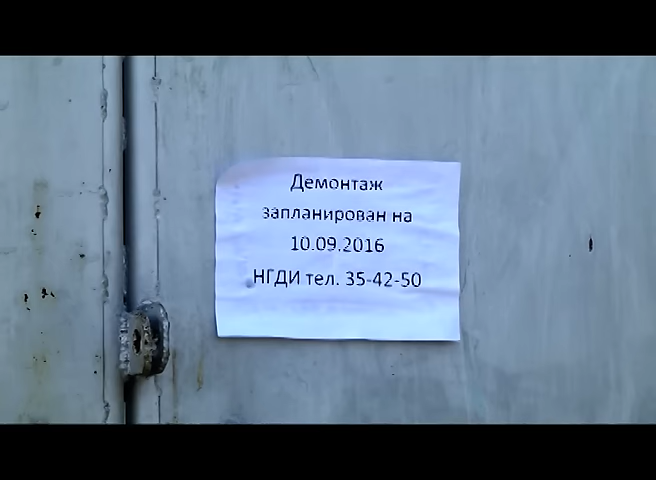 Демонтаж
запланирован на
10.09.2016
НГДИ тел. 35-42-50